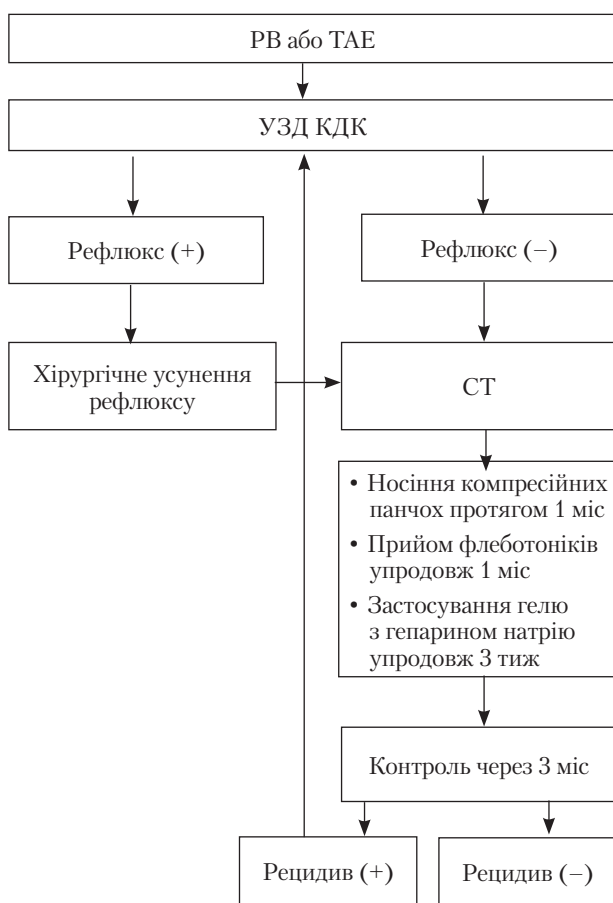 РВ або ТАЕ
УЗД КДК
Рефлюкс (+)
Рефлюкс (–)
Хірургічне усунення
рефлюксу
СТ
• Носіння компресійних
панчох протягом 1 міс
• Прийом флеботоніків
упродовж 1 міс
• Застосування гелю
з гепарином натрію
упродовж 3 тиж
Контроль через 3 міс
Рецидив (+)
Рецидив (–)